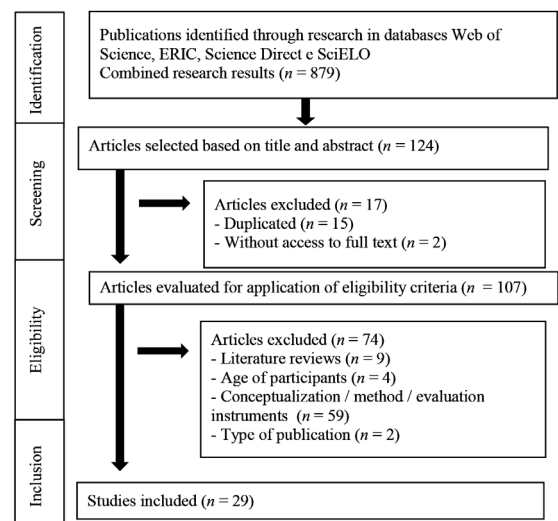 Identification
Publications identified through research in databases Web of
Science, ERIC, Science Direct e SciELO
Combined research results (n = 879)
Screening
Articles selected based on title and abstract (n = 124)
Articles excluded (n = 17)
- Duplicated (n = 15)
- Without access to full text (n = 2)
Eligibility
Articles evaluated for application of eligibility criteria (n = 107)
Articles excluded (n = 74)
- Literature reviews (n = 9)
- Age of participants (n = 4)
- Conceptualization / method / evaluation
instruments (n = 59)
- Type of publication (n = 2)
Inclusion
Studies included (n = 29)